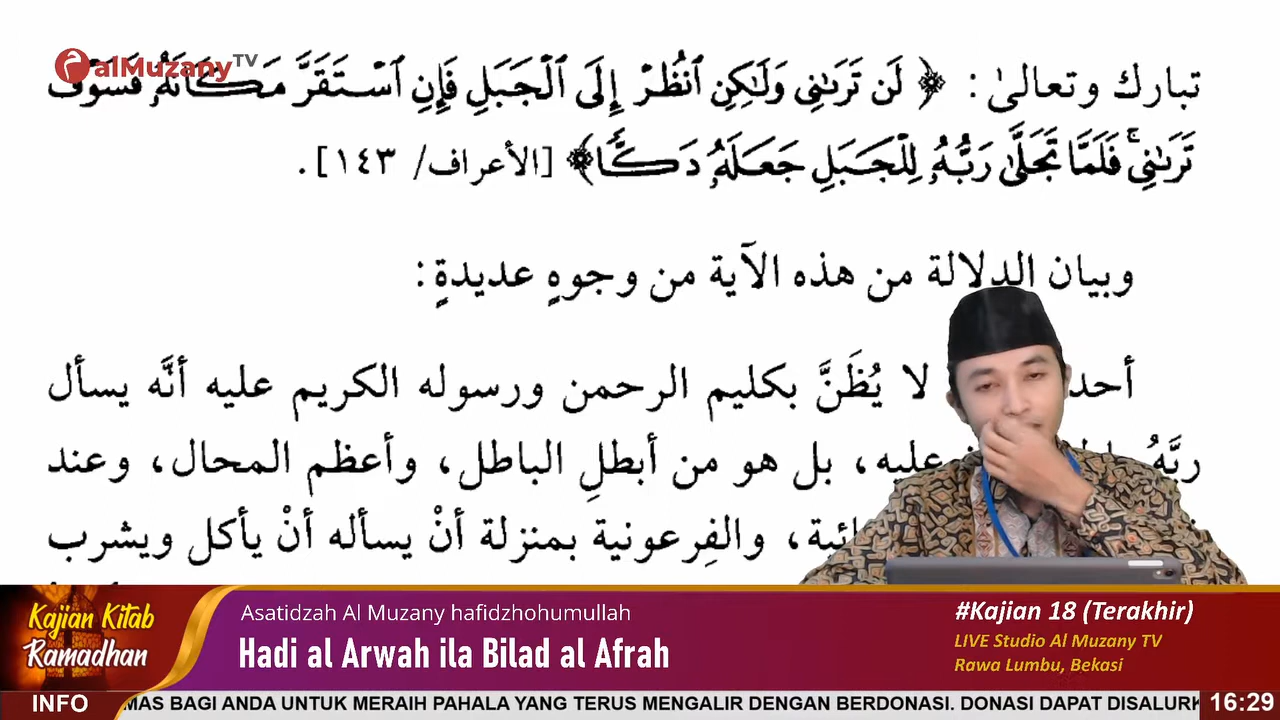 almuzany TV
تبارك وتعالىٰ: ﴿ لَن تَرَىٰنِى وَلَـٰكِنِ ٱنظُرْ إِلَى ٱلْجَبَلِ فَإِنِ ٱسْتَقَرَّ مَكَانَهُۥ فَسَوْفَ
تَرَىٰنِىۚ فَلَمَّا تَجَلَّىٰ رَبُّهُۥ لِلْجَبَلِ جَعَلَهُۥ دَكًّا﴾ [الأعراف/ ١٤٣].
وبيان الدلالة من هذه الآية من وجوهٍ عديدةٍ:
لا يُظَنَّ بكليم الرحمن ورسوله الكريم عليه أنَّه يسأل
ربَّهُ عليه، بل هو من أبطلِ الباطل، وأعظم المحال، وعند
والفِرعونية بمنزلة أنْ يسأله أنْ يأكل ويشرب
Kajian Kitab
Ramadhan
Asatidzah Al Muzany hafidzhohumullah
Hadi al Arwah ila Bilad al Afrah
#Kajian 18 (Terakhir)
LIVE Studio Al Muzany TV
Rawa Lumbu, Bekasi
INFO
MAS BAGI ANDA UNTUK MERAIH PAHALA YANG TERUS MENGALIR DENGAN BERDONASI. DONASI DAPAT DISALURK
16:29